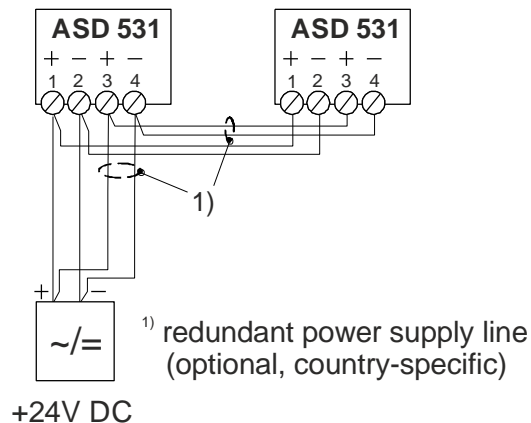 ASD 531 ASD 531
+ − + − + − + −
1 2 3 4 1 2 3 4
1)
+ −
~/=
1) redundant power supply line
(optional, country-specific)
+24V DC